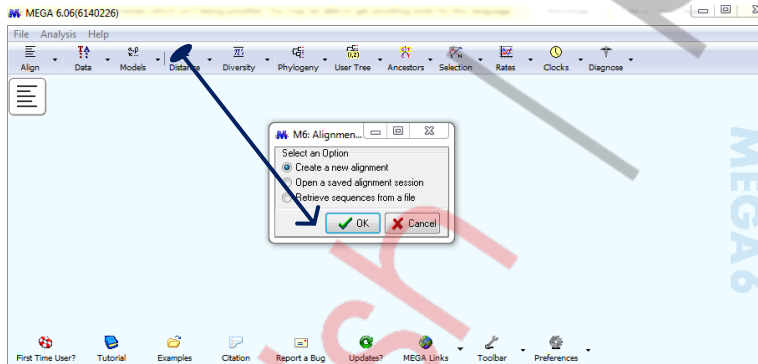 MEGA 6.06(6140226)
File Analysis Help
Align Data Models Distance Diversity Phylogeny User Tree Ancestors Selection Rates Clocks Diagnose
M6: Alignmen...
Select an Option
Create a new alignment
Open a saved alignment session
Retrieve sequences from a file
OK Cancel
MEGA 6
First Time User? Tutorial Examples Citation Report a Bug Updates? MEGA Links Toolbar Preferences